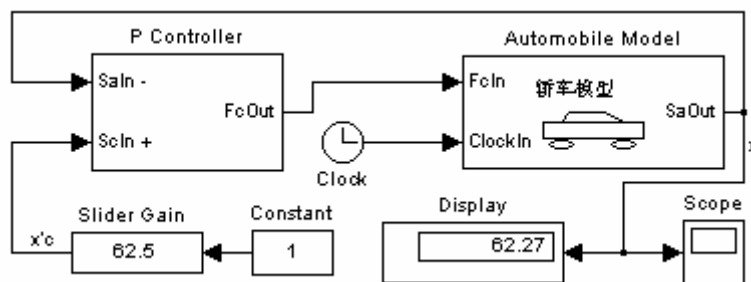 P Controller
Automobile Model
SaIn -
FcIn
轿车模型
FcOut
SaOut
ScIn +
ClockIn
Clock
x
Slider Gain
Constant
Display
Scope
x'c
62.5
1
62.27